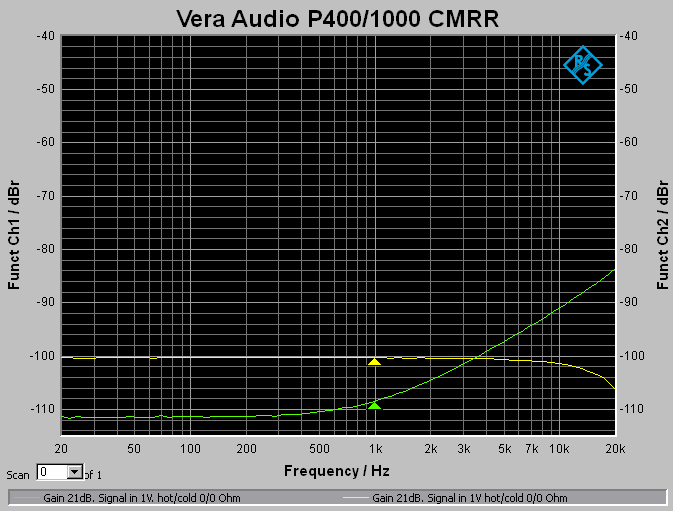 Vera Audio P400/1000 CMRR
-40 -40
-50 -50
-60 -60
-70 -70
-80 -80
-90 -90
-100 -100
-110 -110
Funct Ch1 / dBr
Funct Ch2 / dBr
R S
20 50 100 200 500 1k 2k 3k 5k 7k 10k 20k
Frequency / Hz
Scan 0 of 1
Gain 21dB. Signal in 1V. hot/cold 0/0 Ohm Gain 21dB. Signal in 1V. hot/cold 0/0 Ohm